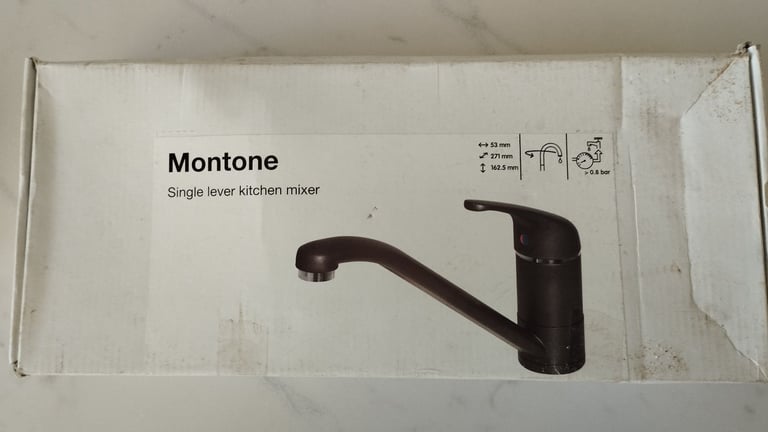 Montone
Single lever kitchen mixer
53 mm
271 mm
162.5 mm
> 0.8 bar